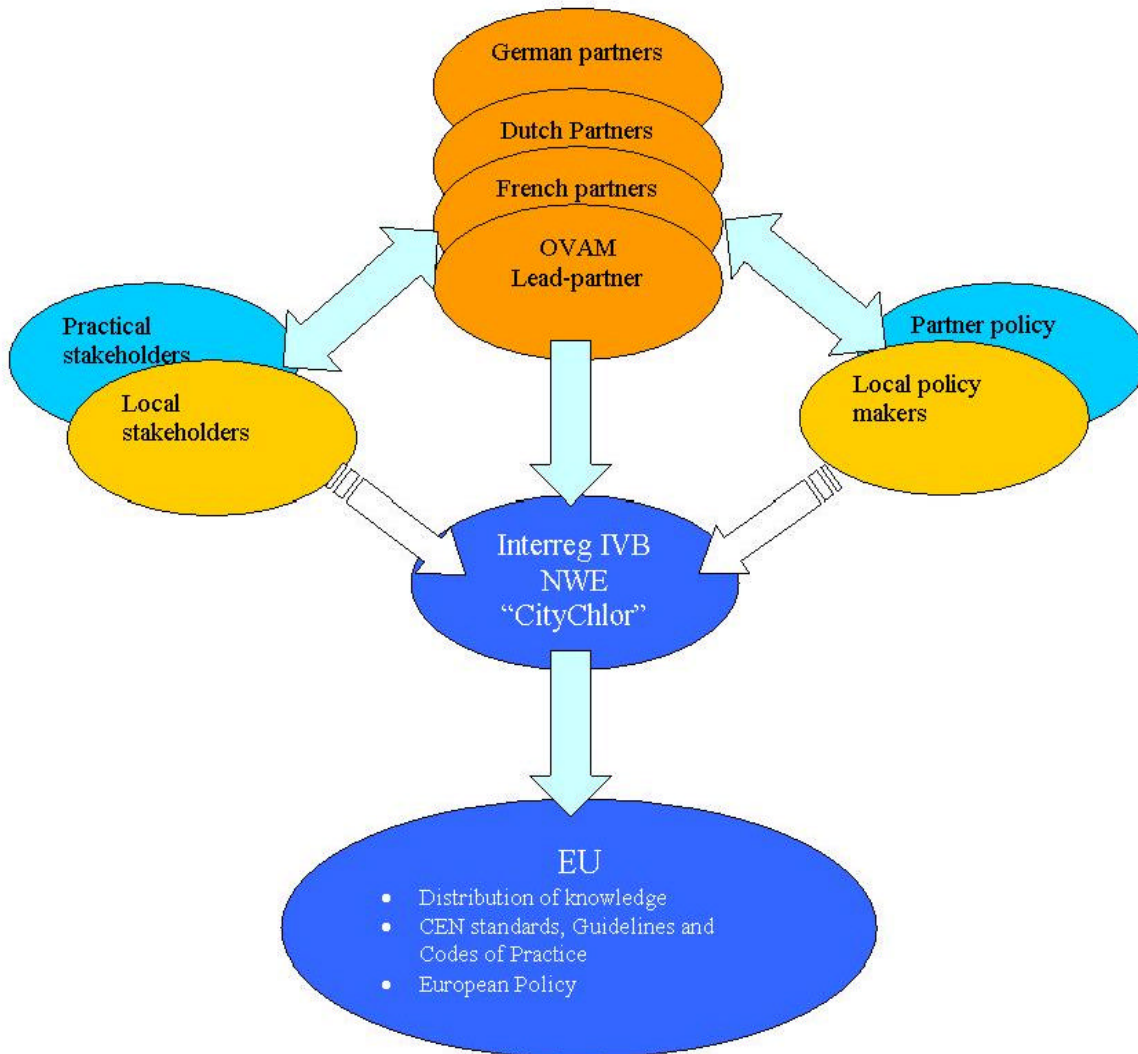 German partners
Dutch Partners
French partners
OVAM
Lead-partner
Practical
stakeholders
Local
stakeholders
Partner policy
Local policy
makers
Interreg IVB
NWE
“CityChlor”
EU
• Distribution of knowledge
• CEN standards, Guidelines and
Codes of Practice
• European Policy